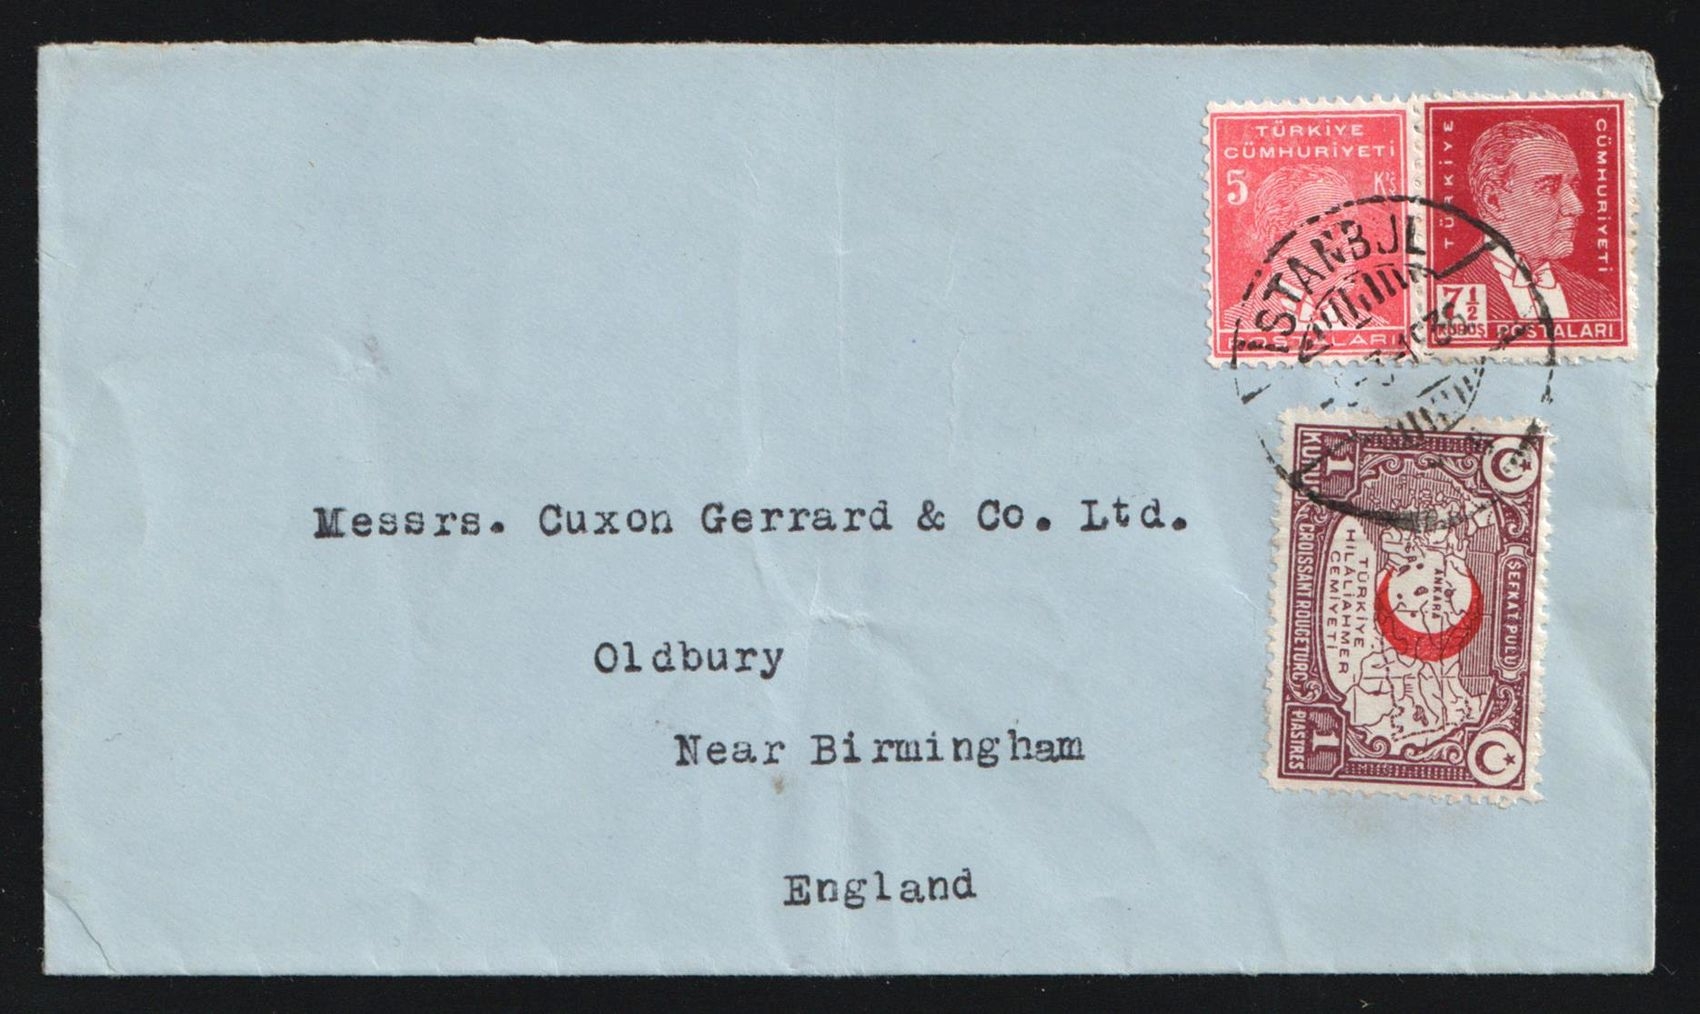 TÜRKİYE
CÜMHURİYETİ
5 K.ş
POSTALARI
TÜRKİYE
CÜMHURİYETİ
7½
KURUŞ POSTALARI
ISTANBUL
Messrs. Cuxon Gerrard & Co. Ltd.
Oldbury
Near Birmingham
England
ŞEFKAT PULU
ANKARA
TÜRKİYE
HİLÂLİAHMER
CEMİYETİ
1
CROISSANT ROUGE TURC
PIASTRES
1